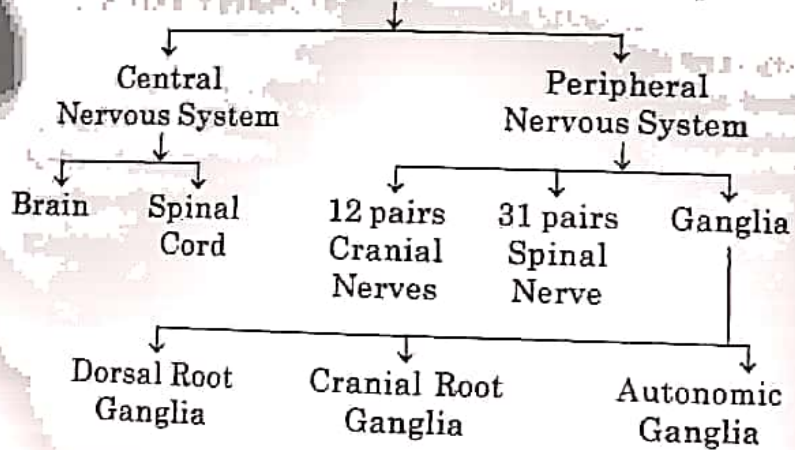 Central
Nervous System
Peripheral
Nervous System
Brain
Spinal
Cord
12 pairs
Cranial
Nerves
31 pairs
Spinal
Nerve
Ganglia
Dorsal Root
Ganglia
Cranial Root
Ganglia
Autonomic
Ganglia